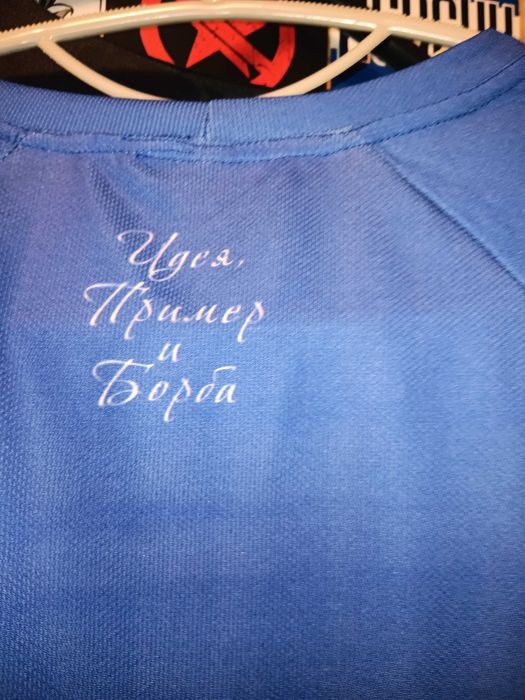 Идея,
Пример
и
Борба